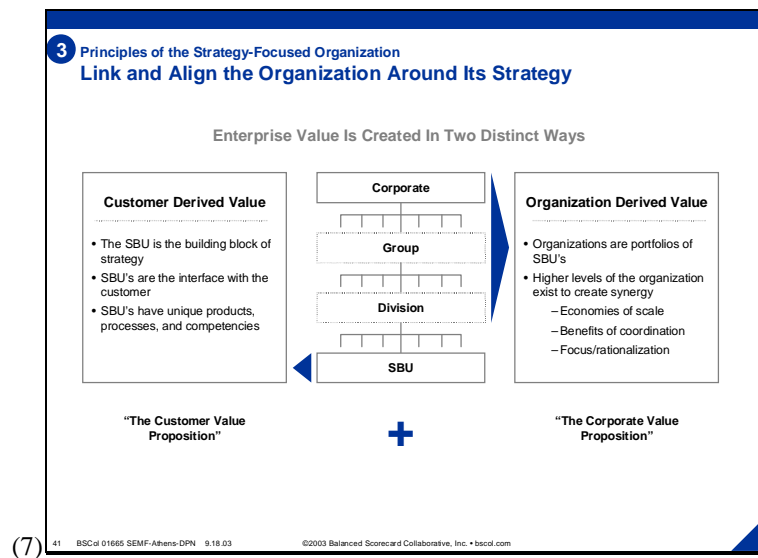 3
Principles of the Strategy-Focused Organization
Link and Align the Organization Around Its Strategy
Enterprise Value Is Created In Two Distinct Ways
Customer Derived Value
• The SBU is the building block of
strategy
• SBU's are the interface with the
customer
• SBU's have unique products,
processes, and competencies
Corporate
Group
Division
SBU
Organization Derived Value
• Organizations are portfolios of
SBU's
• Higher levels of the organization
exist to create synergy
– Economies of scale
– Benefits of coordination
– Focus/rationalization
“The Customer Value
Proposition”
+
“The Corporate Value
Proposition”
(7)
41 BSCol 01665 SEMF-Athens-DPN 9.18.03 ©2003 Balanced Scorecard Collaborative, Inc. • bscol.com